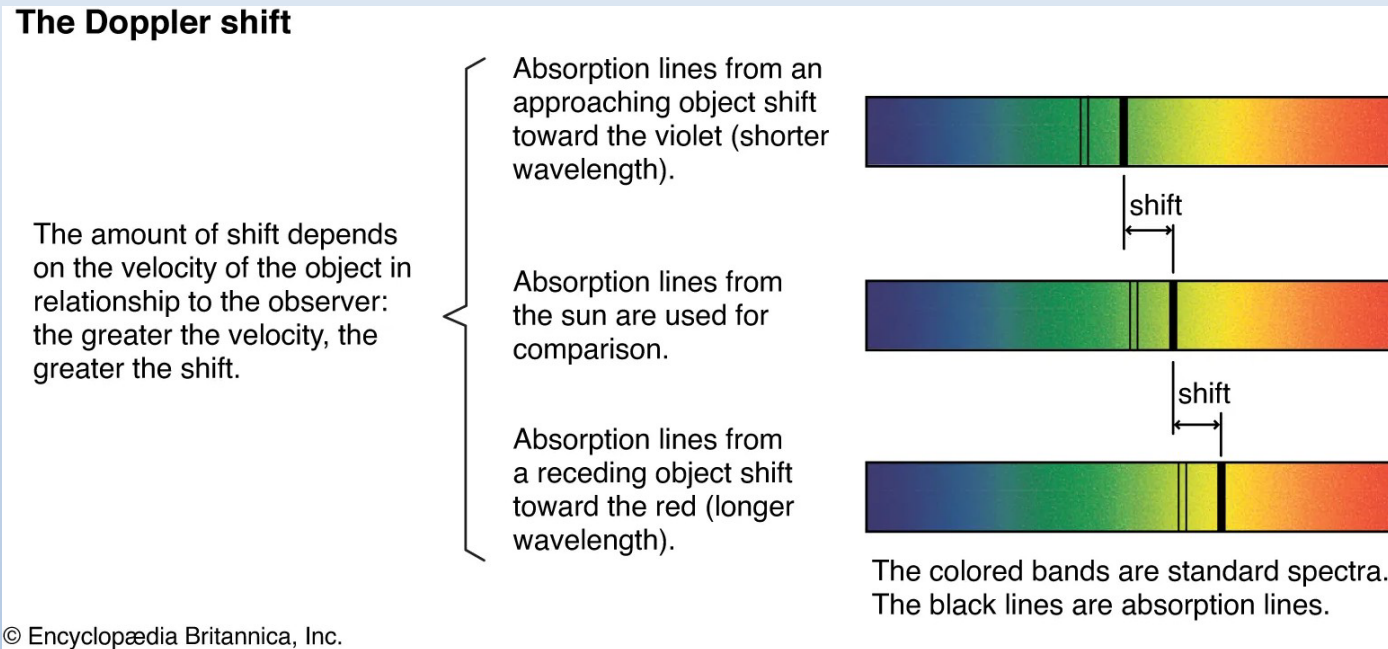 The Doppler shift
The amount of shift depends
on the velocity of the object in
relationship to the observer:
the greater the velocity, the
greater the shift.
Absorption lines from an
approaching object shift
toward the violet (shorter
wavelength).
shift
Absorption lines from
the sun are used for
comparison.
shift
Absorption lines from
a receding object shift
toward the red (longer
wavelength).
The colored bands are standard spectra.
The black lines are absorption lines.
© Encyclopædia Britannica, Inc.